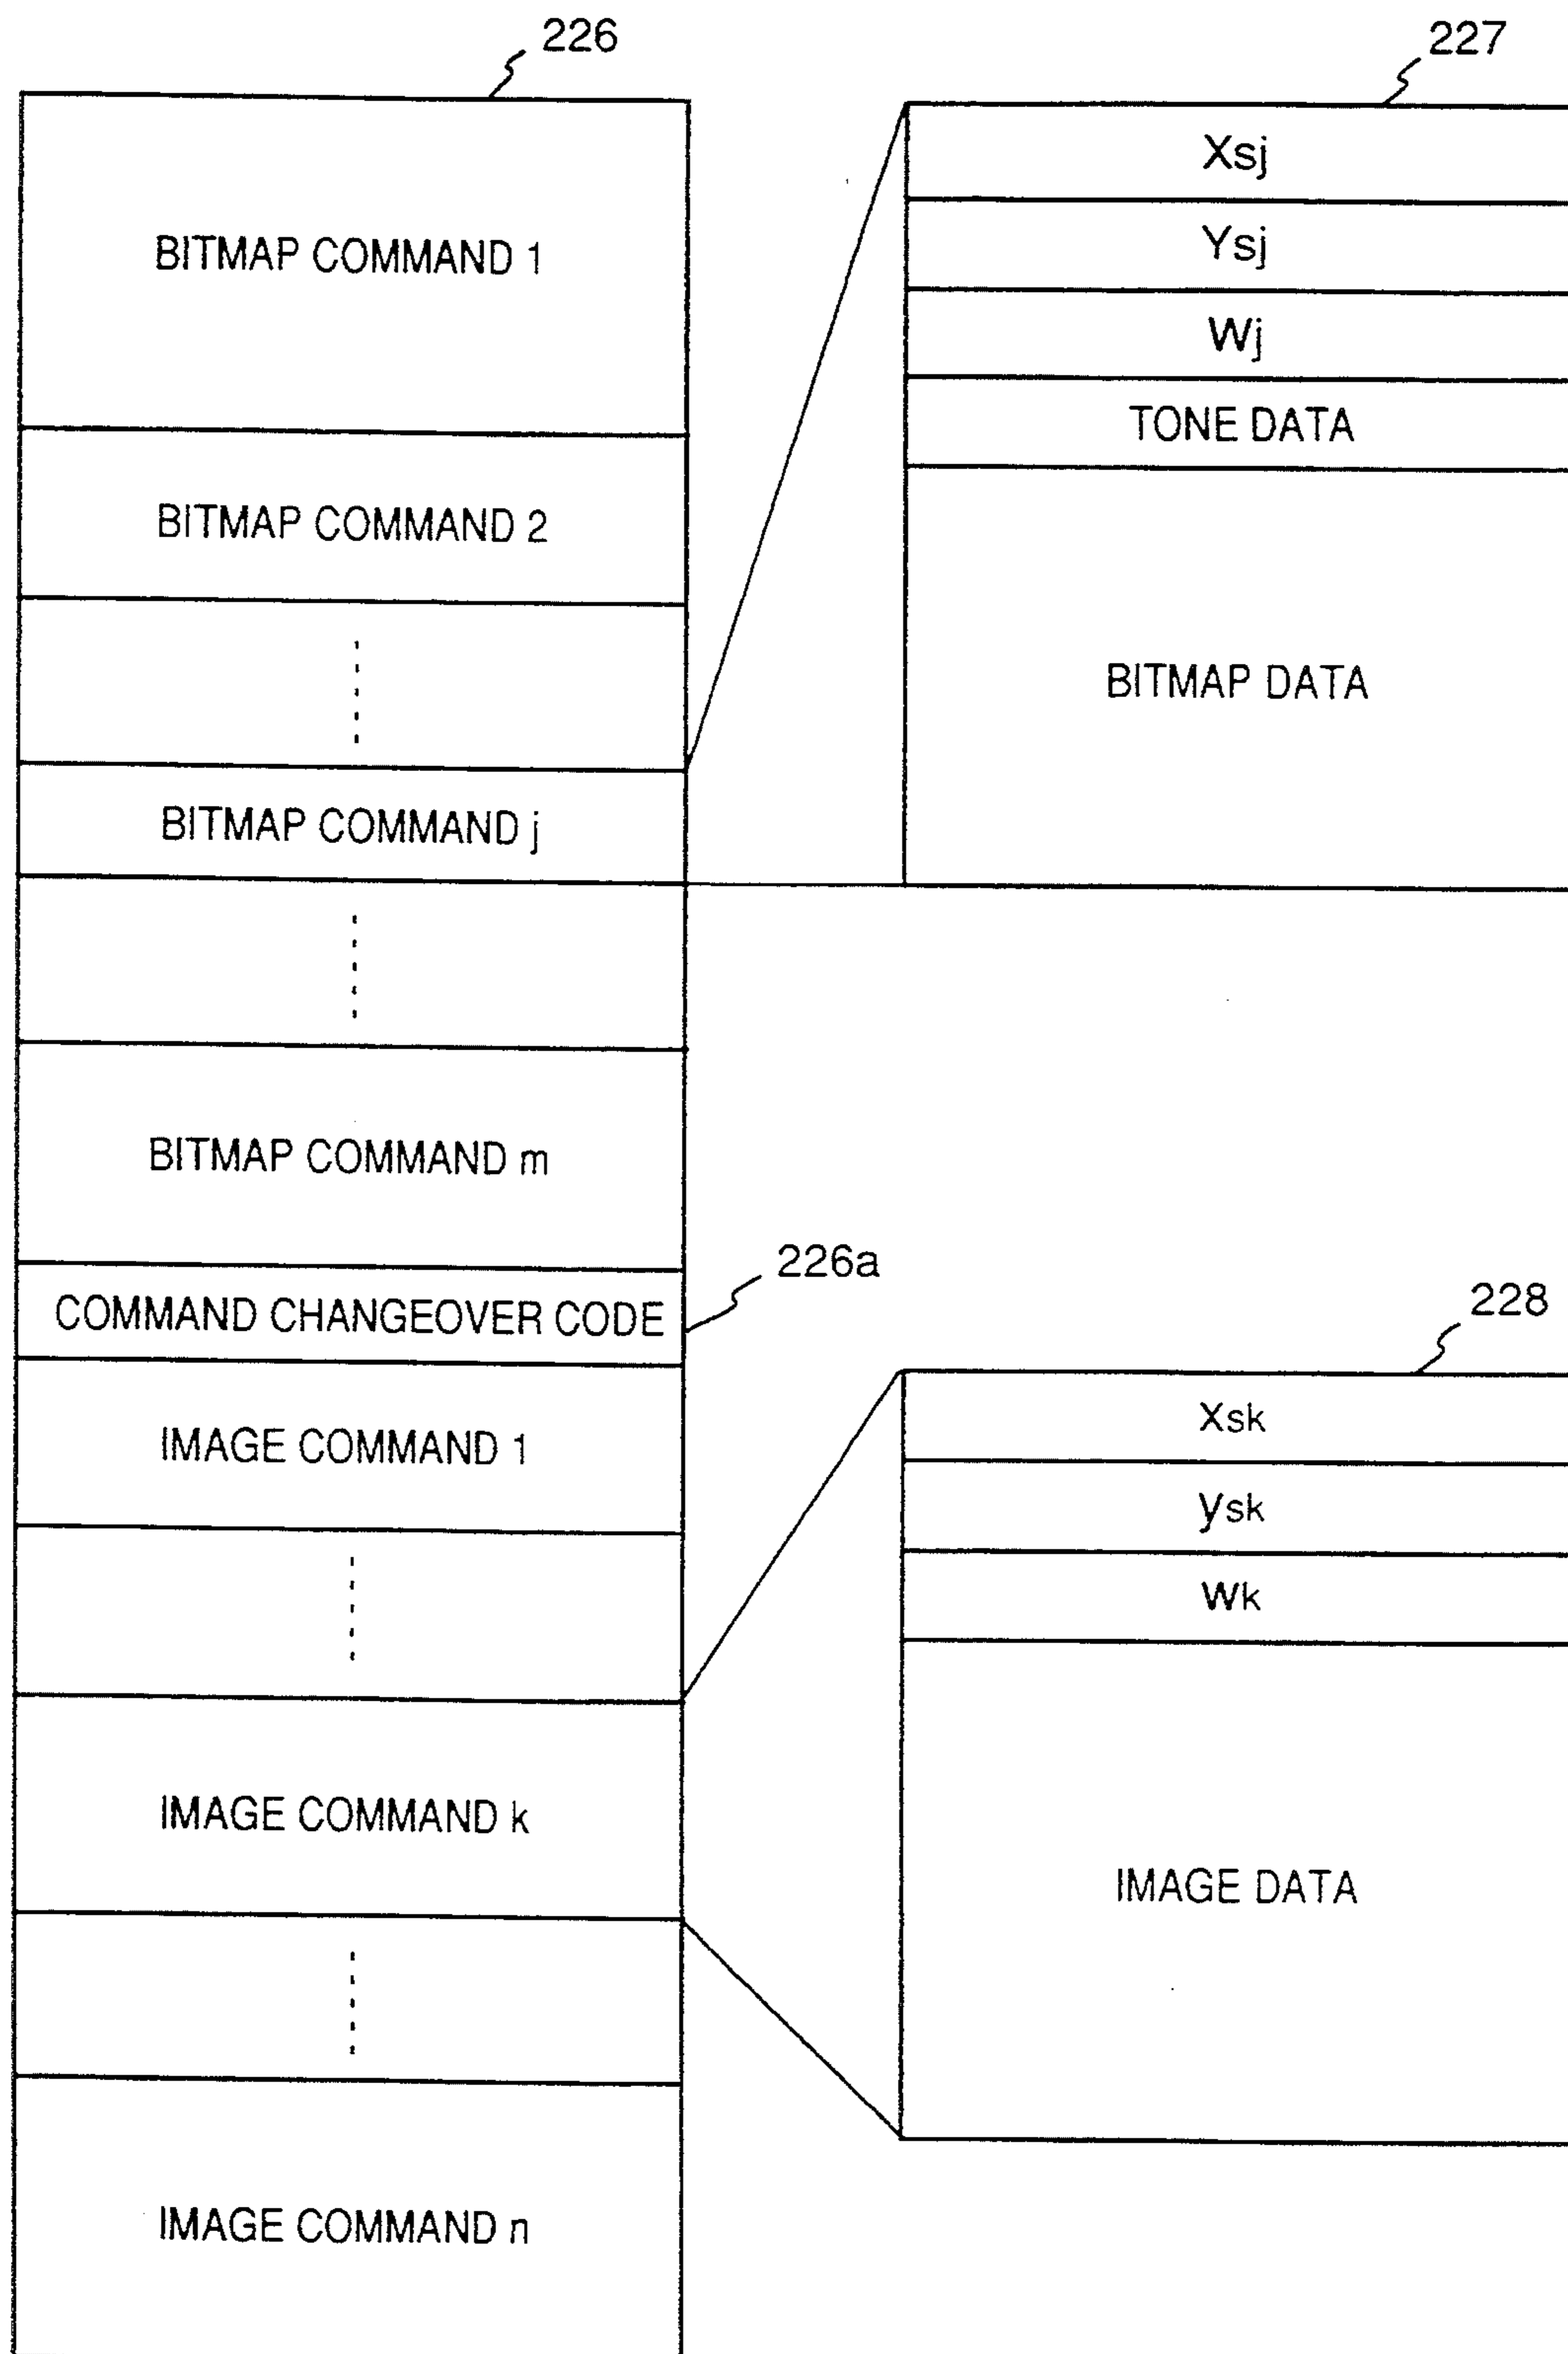 226
BITMAP COMMAND 1
BITMAP COMMAND 2
BITMAP COMMAND j
BITMAP COMMAND m
COMMAND CHANGEOVER CODE
226a
IMAGE COMMAND 1
IMAGE COMMAND k
IMAGE COMMAND n
227
Xsj
Ysj
Wj
TONE DATA
BITMAP DATA
228
xsk
ysk
wk
IMAGE DATA